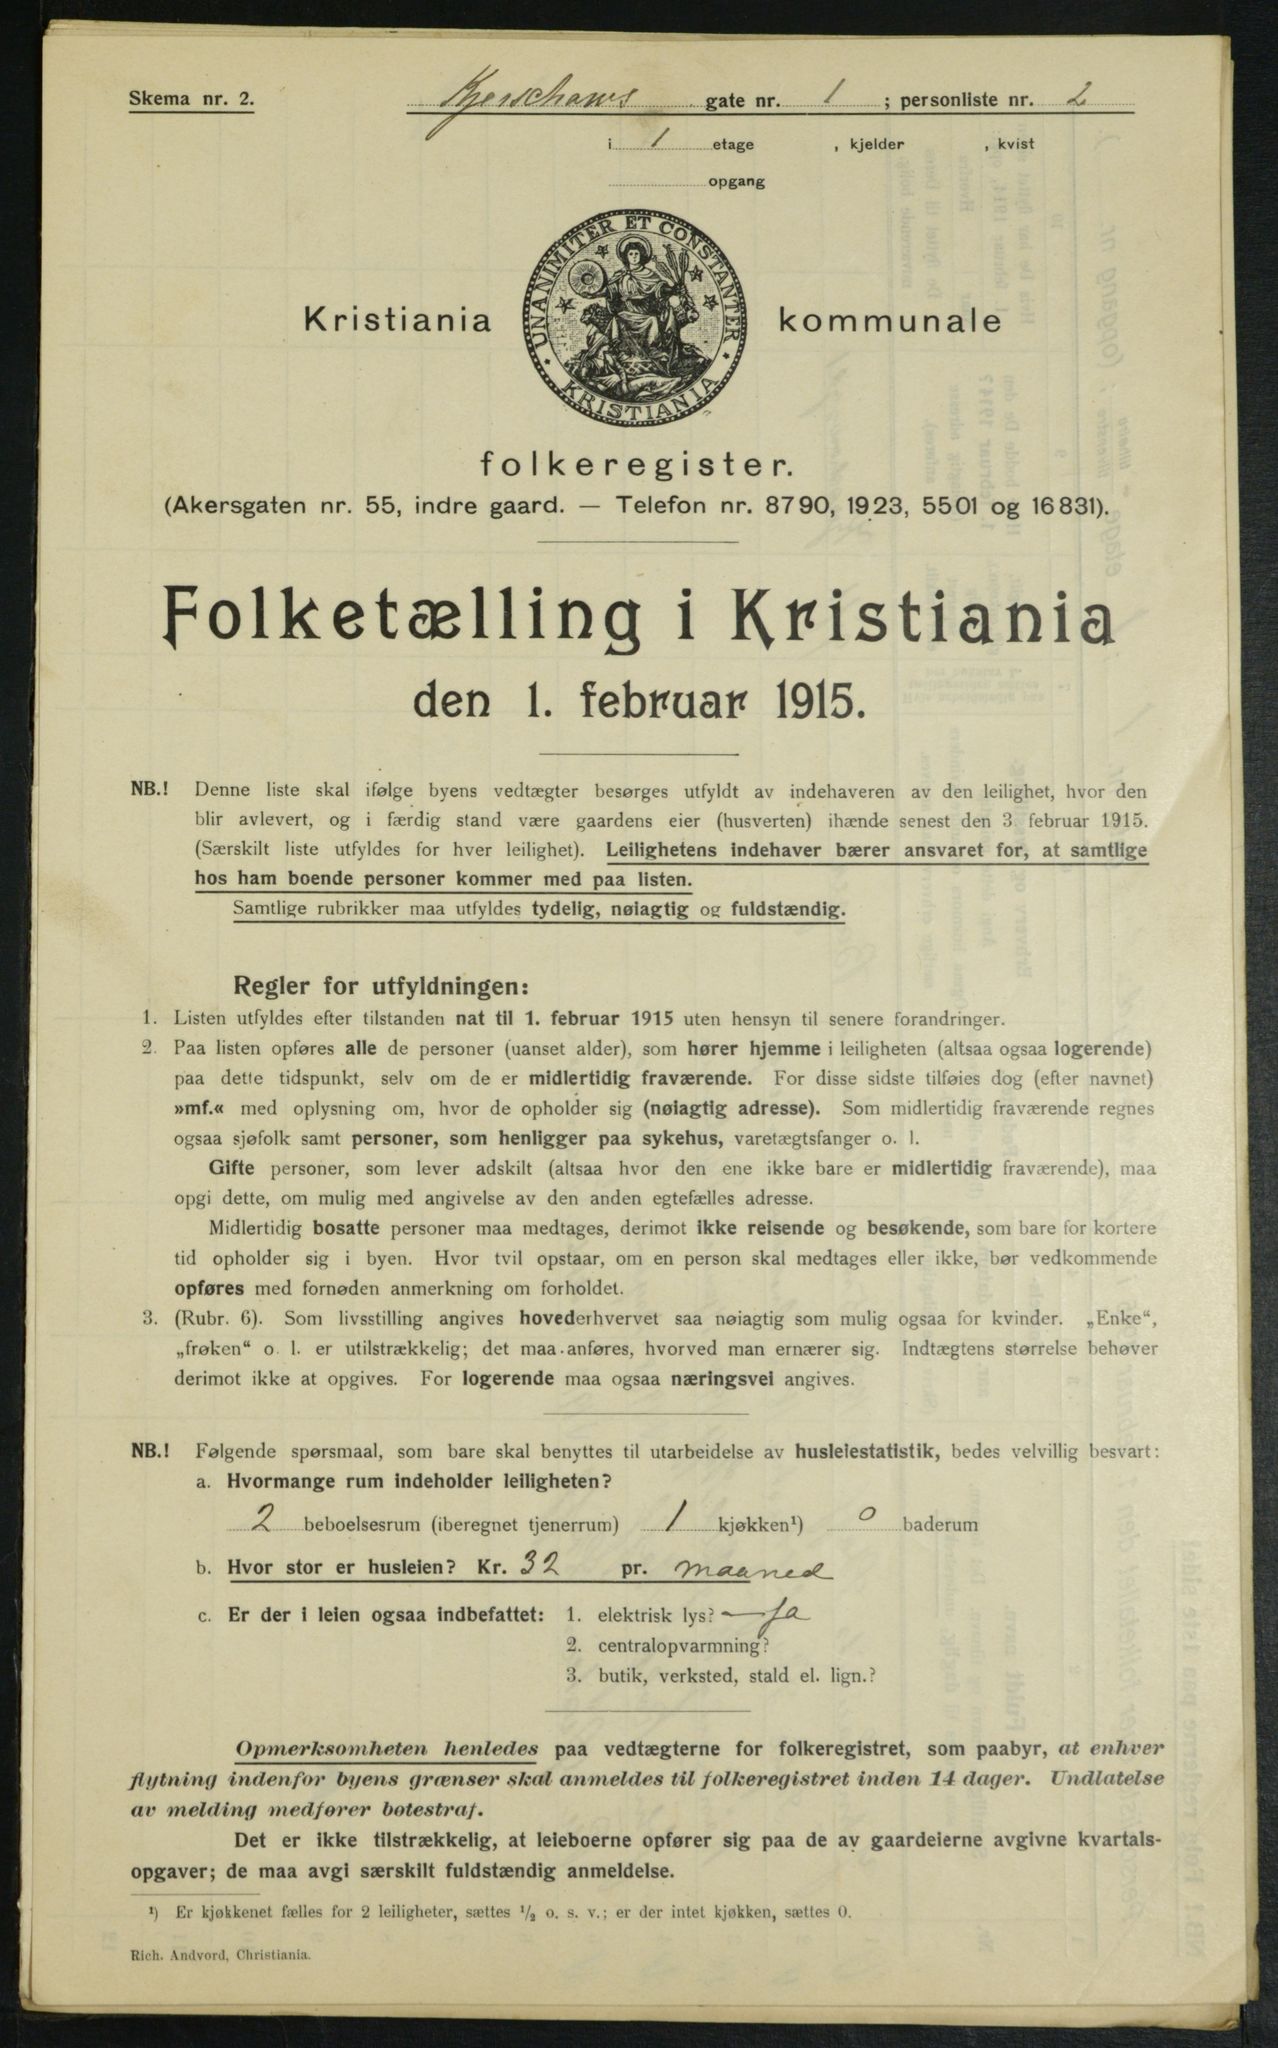 Skema nr. 2.
Kjerschows gate nr. 1 ; personliste nr. 2
i 1 etage , kjelder , kvist
opgang
UNANIMITER ET CONSTANTER
KRISTIANIA
Kristiania kommunale
folkeregister.
(Akersgaten nr. 55, indre gaard. — Telefon nr. 8790, 1923, 5501 og 16831).
Folketælling i Kristiania
den 1. februar 1915.
NB.! Denne liste skal ifølge byens vedtægter besørges utfyldt av indehaveren av den leilighet, hvor den
blir avlevert, og i færdig stand være gaardens eier (husverten) ihænde senest den 3. februar 1915.
(Særskilt liste utfyldes for hver leilighet). Leilighetens indehaver bærer ansvaret for, at samtlige
hos ham boende personer kommer med paa listen.
Samtlige rubrikker maa utfyldes tydelig, nøiagtig og fuldstændig.
Regler for utfyldningen:
1. Listen utfyldes efter tilstanden nat til 1. februar 1915 uten hensyn til senere forandringer.
2. Paa listen opføres alle de personer (uanset alder), som hører hjemme i leiligheten (altsaa ogsaa logerende)
paa dette tidspunkt, selv om de er midlertidig fraværende. For disse sidste tilføies dog (efter navnet)
»mf.« med oplysning om, hvor de opholder sig (nøiagtig adresse). Som midlertidig fraværende regnes
ogsaa sjøfolk samt personer, som henligger paa sykehus, varetægtsfanger o. l.
Gifte personer, som lever adskilt (altsaa hvor den ene ikke bare er midlertidig fraværende), maa
opgi dette, om mulig med angivelse av den anden egtefælles adresse.
Midlertidig bosatte personer maa medtages, derimot ikke reisende og besøkende, som bare for kortere
tid opholder sig i byen. Hvor tvil opstaar, om en person skal medtages eller ikke, bør vedkommende
opføres med fornøden anmerkning om forholdet.
3. (Rubr. 6). Som livsstilling angives hovederhvervet saa nøiagtig som mulig ogsaa for kvinder. „Enke“,
„frøken“ o. l. er utilstrækkelig; det maa anføres, hvorved man ernærer sig. Indtægtens størrelse behøver
derimot ikke at opgives. For logerende maa ogsaa næringsvei angives.
NB.! Følgende spørsmaal, som bare skal benyttes til utarbeidelse av husleiestatistik, bedes velvillig besvart:
a. Hvormange rum indeholder leiligheten?
2 beboelsesrum (iberegnet tjenerrum) 1 kjøkken¹) 0 baderum
b. Hvor stor er husleien? Kr. 32 pr. maaned
c. Er der i leien ogsaa indbefattet: 1. elektrisk lys? — Ja
2. centralopvarmning?
3. butik, verksted, stald el. lign.?
Opmerksomheten henledes paa vedtægterne for folkeregistret, som paabyr, at enhver
flytning indenfor byens grænser skal anmeldes til folkeregistret inden 14 dager. Undlatelse
av melding medfører bøtestraf.
Det er ikke tilstrækkelig, at leieboerne opfører sig paa de av gaardeierne avgivne kvartals-
opgaver; de maa avgi særskilt fuldstændig anmeldelse.
¹) Er kjøkkenet fælles for 2 leiligheter, sættes ½ o. s. v.; er der intet kjøkken, sættes 0.
Rich. Andvord, Christiania.